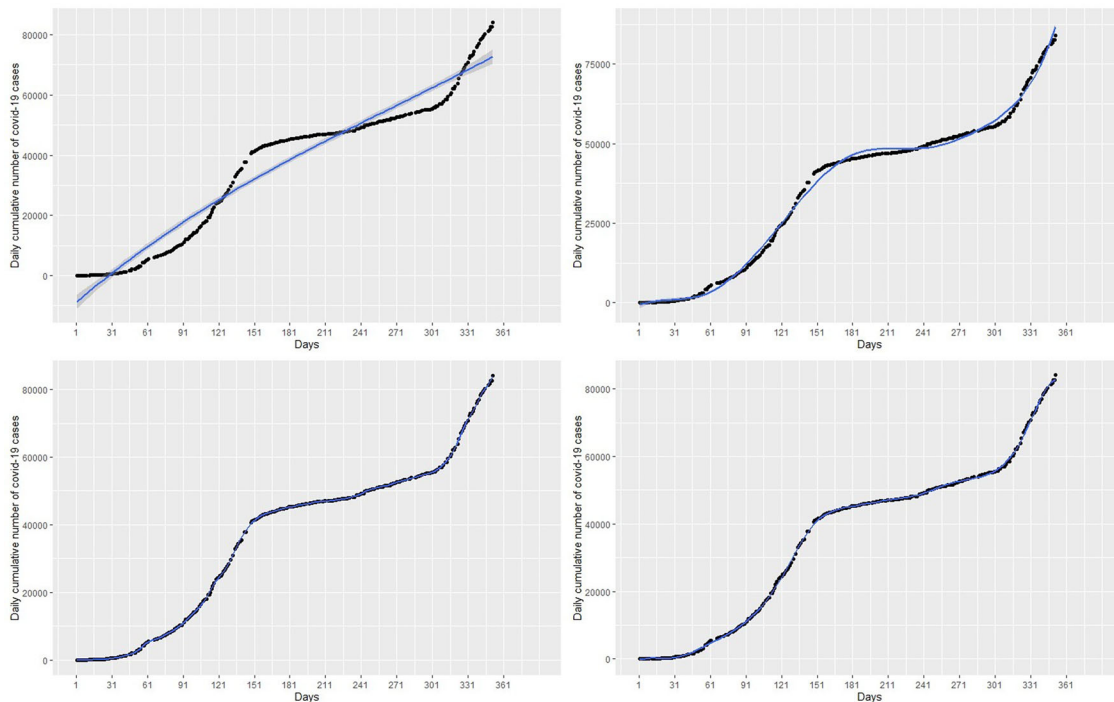 Daily cumulative number of covid-19 cases
80000
60000
40000
20000
0
1 31 61 91 121 151 181 211 241 271 301 331 361
Days
Daily cumulative number of covid-19 cases
75000
50000
25000
0
1 31 61 91 121 151 181 211 241 271 301 331 361
Days
Daily cumulative number of covid-19 cases
80000
60000
40000
20000
0
1 31 61 91 121 151 181 211 241 271 301 331 361
Days
Daily cumulative number of covid-19 cases
80000
60000
40000
20000
0
1 31 61 91 121 151 181 211 241 271 301 331 361
Days